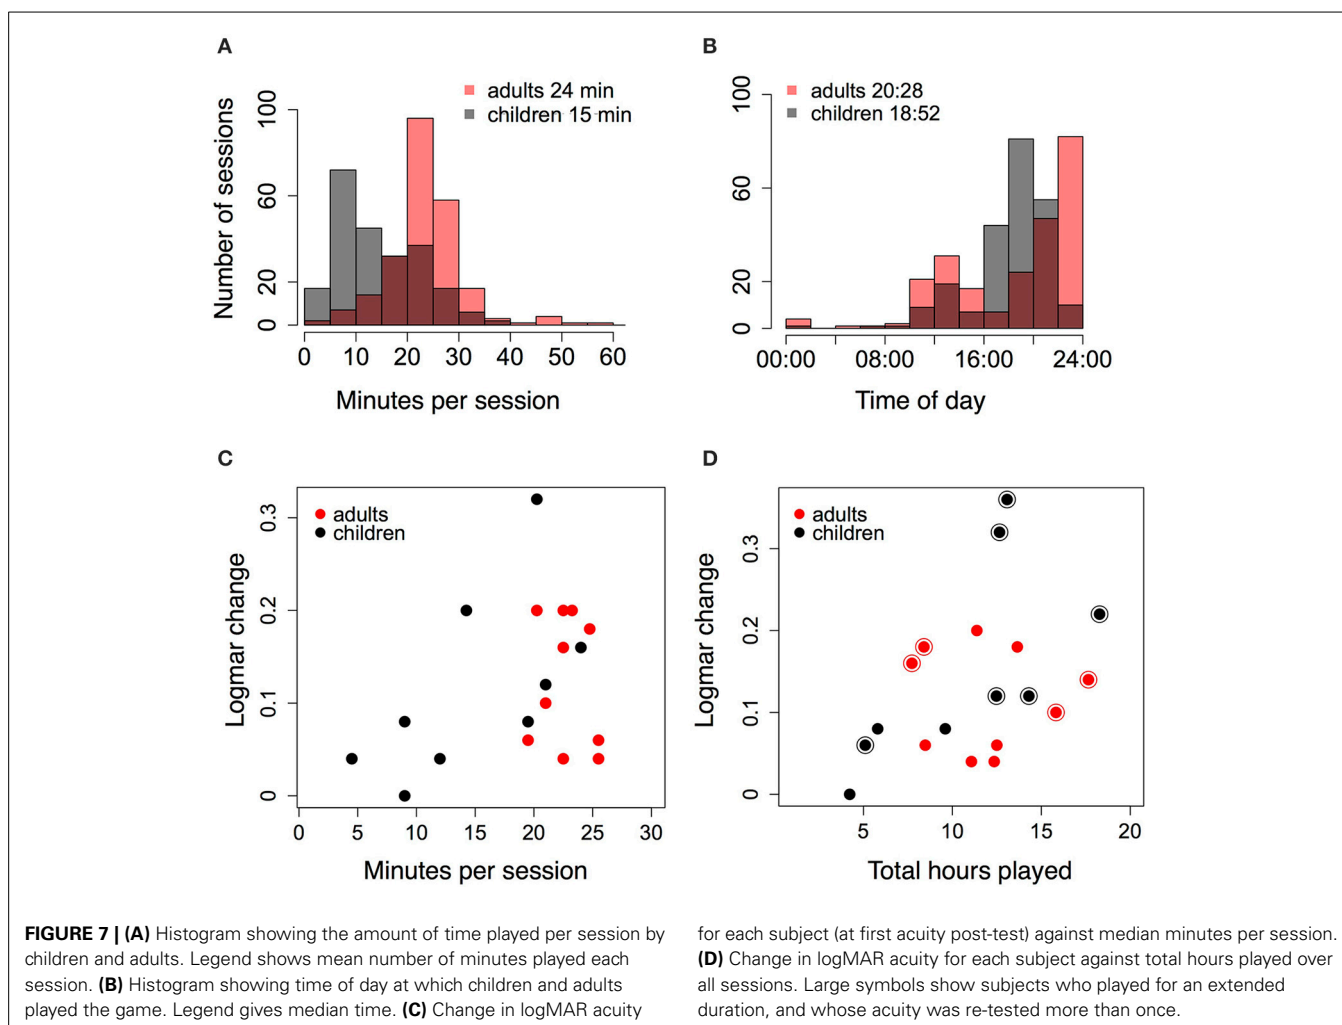 A
adults 24 min
children 15 min
Number of sessions
0
20
60
100
0 10 20 30 40 50 60
Minutes per session
B
adults 20:28
children 18:52
0
20
60
100
00:00 08:00 16:00 24:00
Time of day
C
adults
children
Logmar change
0
0.1
0.2
0.3
0 5 10 15 20 25 30
Minutes per session
D
adults
children
Logmar change
0
0.1
0.2
0.3
5 10 15 20
Total hours played
FIGURE 7 | (A) Histogram showing the amount of time played per session by
children and adults. Legend shows mean number of minutes played each
session. (B) Histogram showing time of day at which children and adults
played the game. Legend gives median time. (C) Change in logMAR acuity
for each subject (at first acuity post-test) against median minutes per session.
(D) Change in logMAR acuity for each subject against total hours played over
all sessions. Large symbols show subjects who played for an extended
duration, and whose acuity was re-tested more than once.